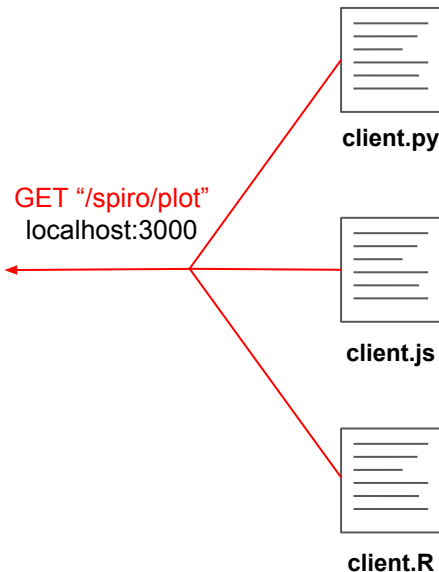 client.py
GET “/spiro/plot”
localhost:3000
client.js
client.R